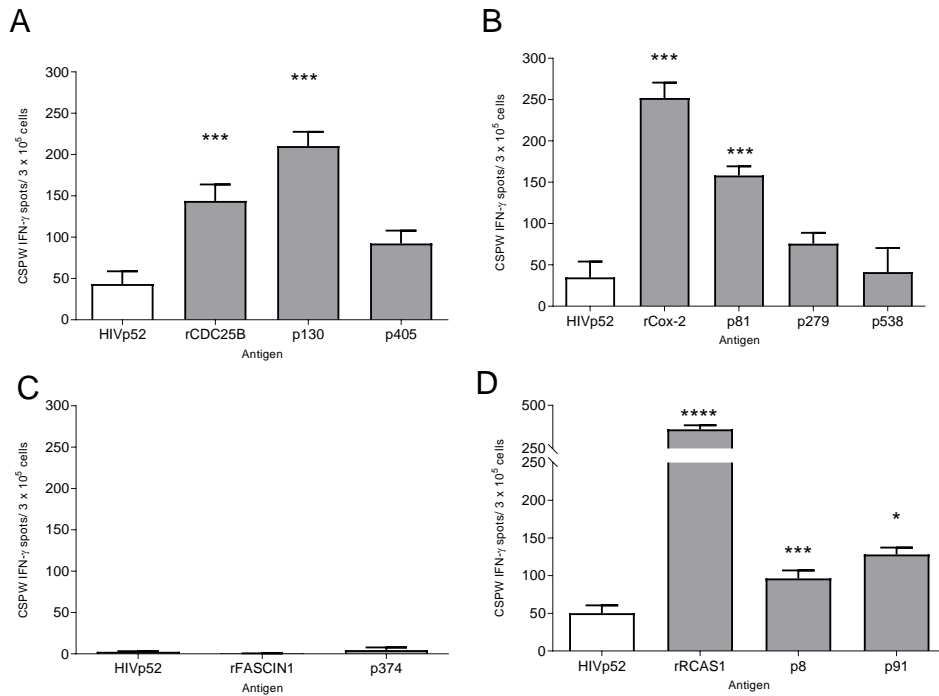 A
CSPW IFN-γ spots/ 3 x 10⁵ cells
300
250
200
150
100
50
0
***
***
HIVp52 rCDC25B p130 p405
Antigen
B
CSPW IFN-γ spots/ 3 x 10⁵ cells
300
250
200
150
100
50
0
***
***
HIVp52 rCox-2 p81 p279 p538
Antigen
C
CSPW IFN-γ spots/ 3 x 10⁵ cells
300
250
200
150
100
50
0
HIVp52 rFASCIN1 p374
Antigen
D
CSPW IFN-γ spots/ 3 x 10⁵ cells
500
250
250
200
150
100
50
0
****
***
*
HIVp52 rRCAS1 p8 p91
Antigen